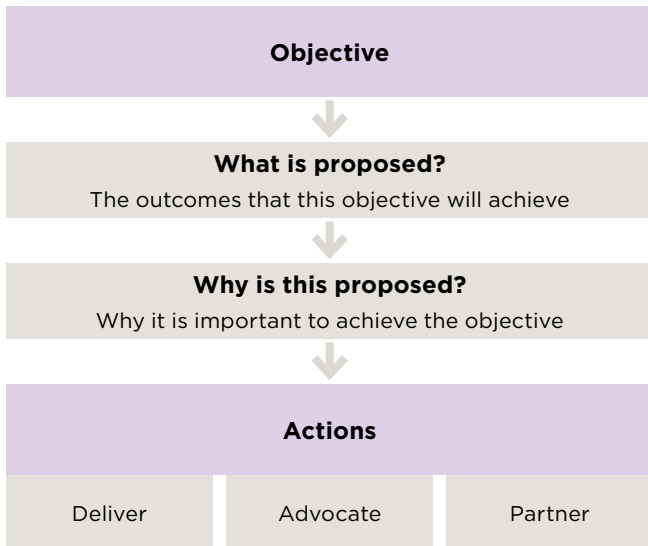 Objective
What is proposed?
The outcomes that this objective will achieve
Why is this proposed?
Why it is important to achieve the objective
Actions
Deliver
Advocate
Partner